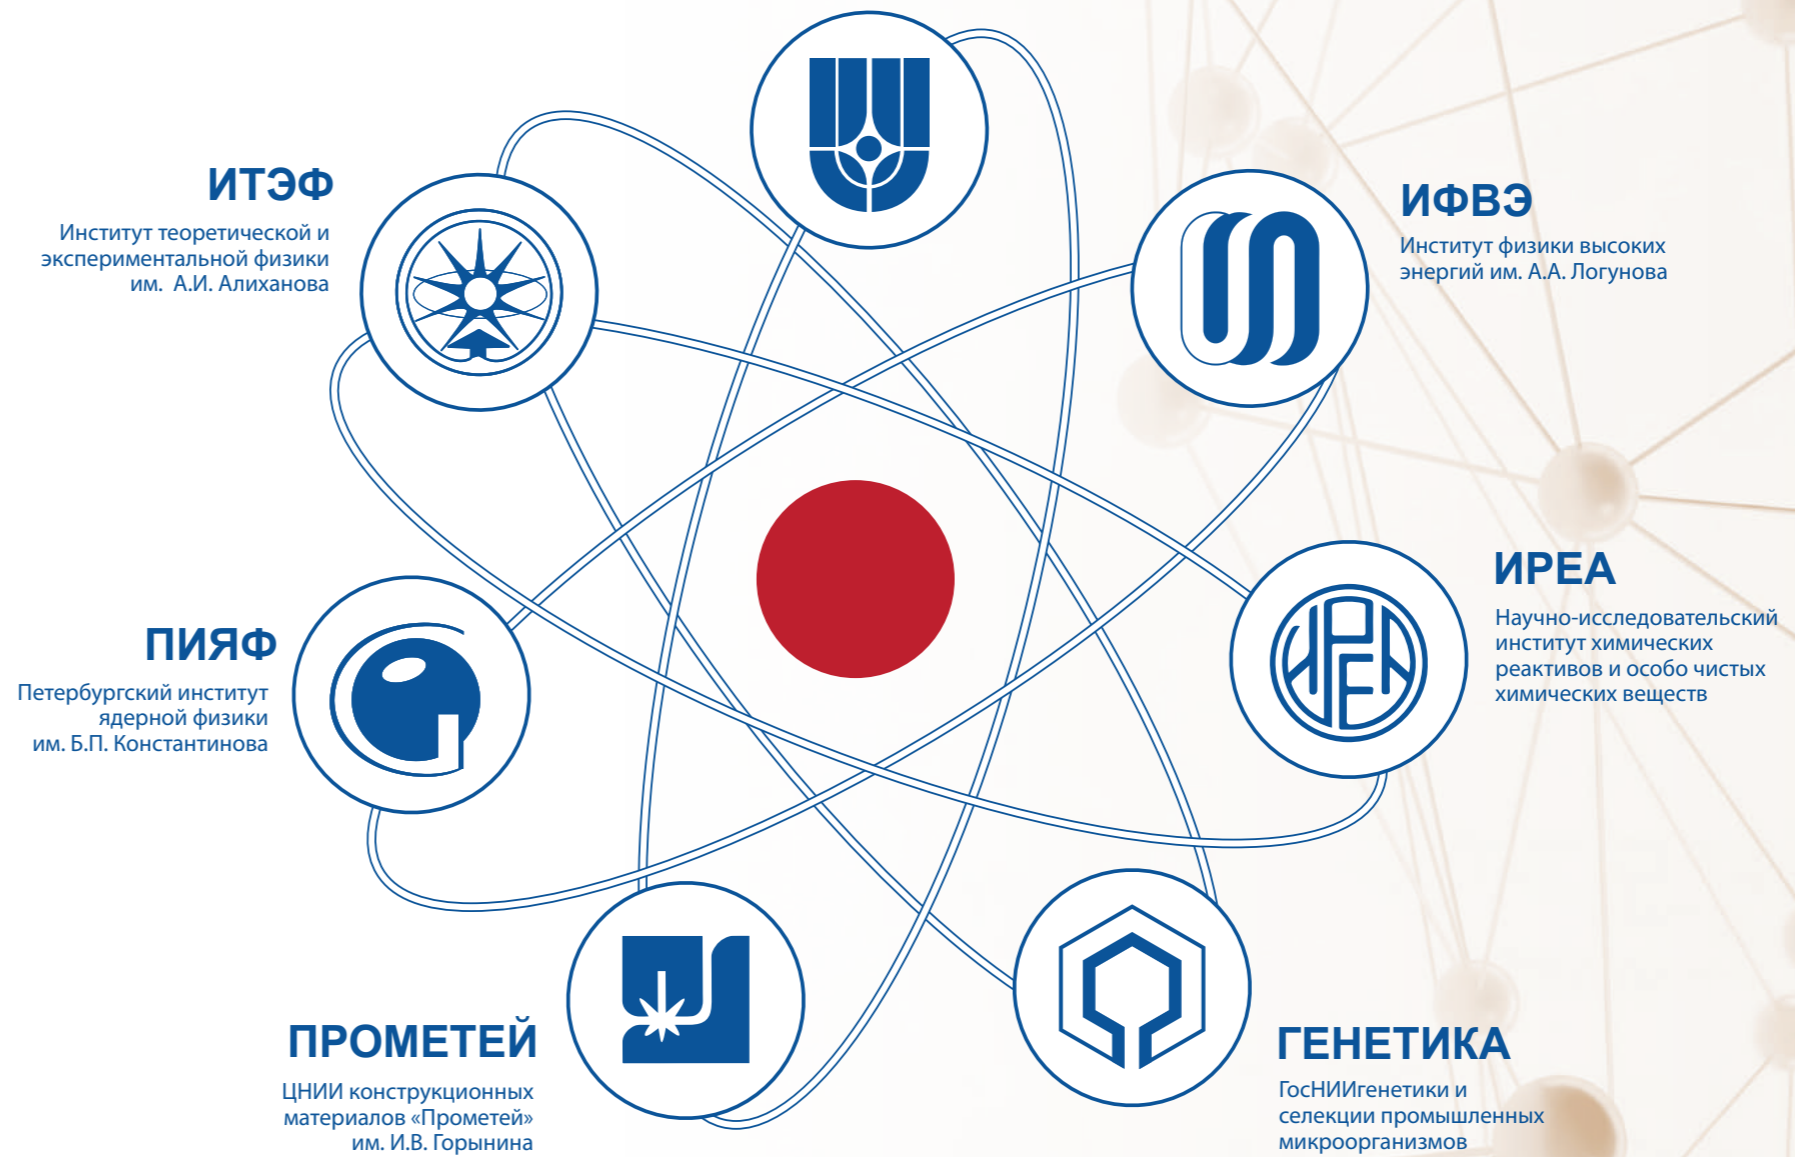 ИТЭФ
Институт теоретической и
экспериментальной физики
им. А.И. Алиханова
ИФВЭ
Институт физики высоких
энергий им. А.А. Логунова
ИРЕА
Научно-исследовательский
институт химических
реактивов и особо чистых
химических веществ
ИРЕА
ПИЯФ
Петербургский институт
ядерной физики
им. Б.П. Константинова
ПРОМЕТЕЙ
ЦНИИ конструкционных
материалов «Прометей»
им. И.В. Горынина
ГЕНЕТИКА
ГосНИИгенетики и
селекции промышленных
микроорганизмов